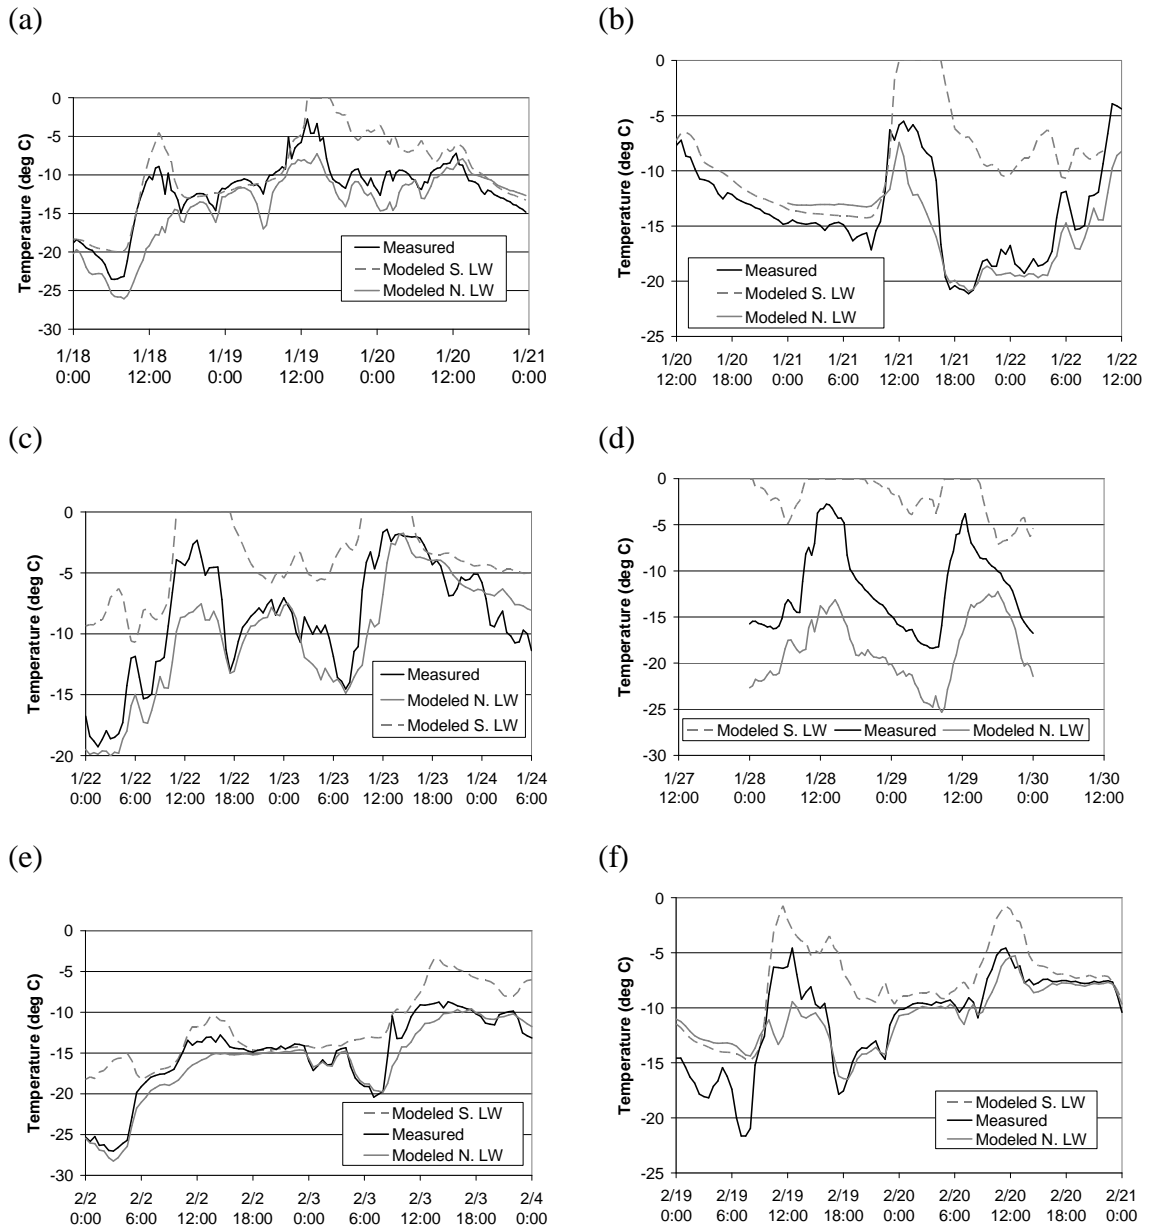 (a)
0
-5
-10
-15
-20
-25
-30
Temperature (deg C)
Measured
Modeled S. LW
Modeled N. LW
1/18 1/18 1/19 1/19 1/20 1/20 1/21
0:00 12:00 0:00 12:00 0:00 12:00 0:00
(b)
0
-5
-10
-15
-20
-25
Temperature (deg C)
Measured
Modeled S. LW
Modeled N. LW
1/20 1/20 1/21 1/21 1/21 1/21 1/22 1/22 1/22
12:00 18:00 0:00 6:00 12:00 18:00 0:00 6:00 12:00
(c)
0
-5
-10
-15
-20
Temperature (deg C)
Measured
Modeled N. LW
Modeled S. LW
1/22 1/22 1/22 1/22 1/23 1/23 1/23 1/23 1/24 1/24
0:00 6:00 12:00 18:00 0:00 6:00 12:00 18:00 0:00 6:00
(d)
0
-5
-10
-15
-20
-25
-30
Temperature (deg C)
Modeled S. LW Measured Modeled N. LW
1/27 1/28 1/28 1/29 1/29 1/30 1/30
12:00 0:00 12:00 0:00 12:00 0:00 12:00
(e)
0
-5
-10
-15
-20
-25
-30
Temperature (deg C)
Modeled S. LW
Measured
Modeled N. LW
2/2 2/2 2/2 2/2 2/3 2/3 2/3 2/3 2/4
0:00 6:00 12:00 18:00 0:00 6:00 12:00 18:00 0:00
(f)
0
-5
-10
-15
-20
-25
Temperature (deg C)
Modeled S. LW
Measured
Modeled N. LW
2/19 2/19 2/19 2/19 2/20 2/20 2/20 2/20 2/21
0:00 6:00 12:00 18:00 0:00 6:00 12:00 18:00 0:00